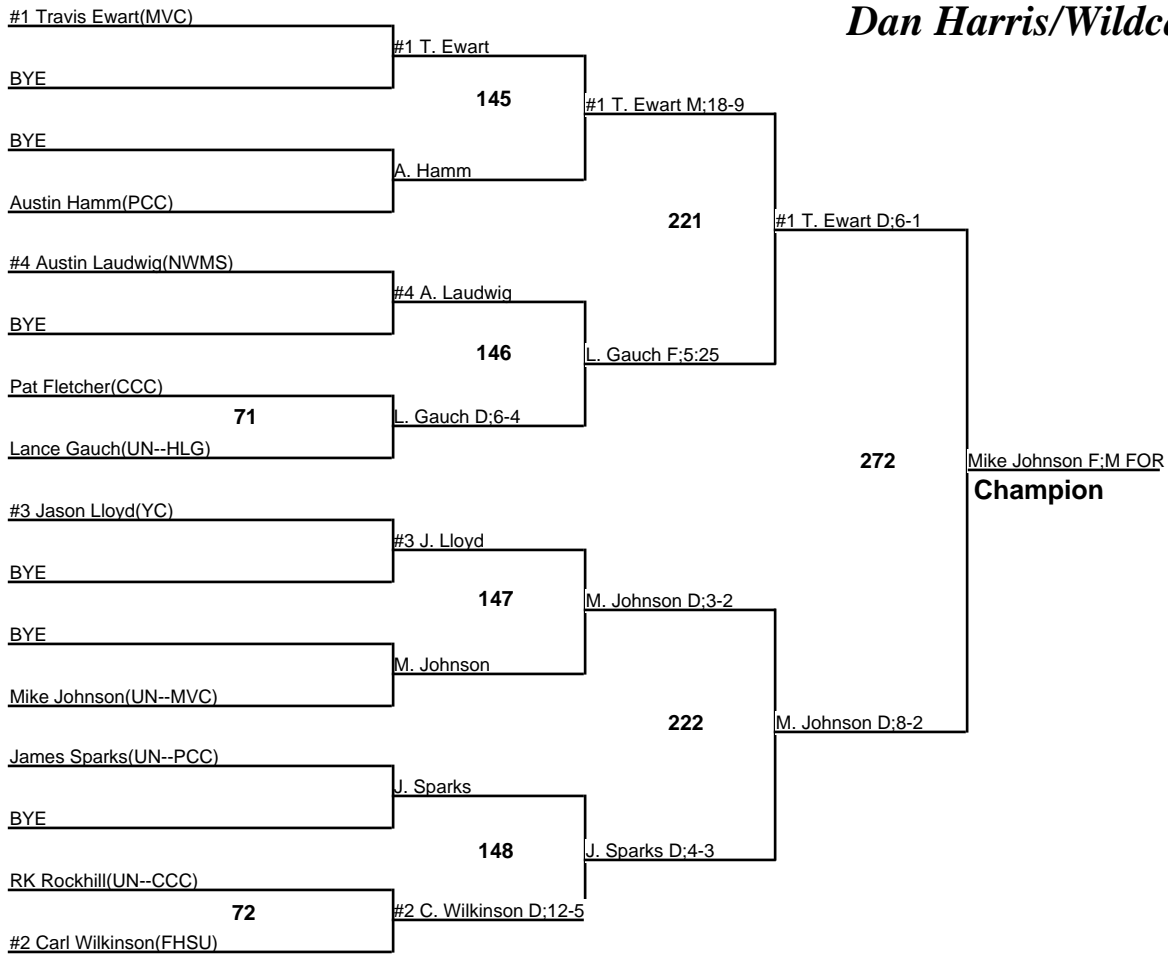 Dan Harris/Wildca
#1 Travis Ewart(MVC)
#1 T. Ewart
BYE
145
#1 T. Ewart M;18-9
BYE
A. Hamm
Austin Hamm(PCC)
221
#1 T. Ewart D;6-1
#4 Austin Laudwig(NWMS)
#4 A. Laudwig
BYE
146
L. Gauch F;5:25
Pat Fletcher(CCC)
71
L. Gauch D;6-4
Lance Gauch(UN--HLG)
272
Mike Johnson F;M FOR
Champion
#3 Jason Lloyd(YC)
#3 J. Lloyd
BYE
147
M. Johnson D;3-2
BYE
M. Johnson
Mike Johnson(UN--MVC)
222
M. Johnson D;8-2
James Sparks(UN--PCC)
J. Sparks
BYE
148
J. Sparks D;4-3
RK Rockhill(UN--CCC)
72
#2 C. Wilkinson D;12-5
#2 Carl Wilkinson(FHSU)